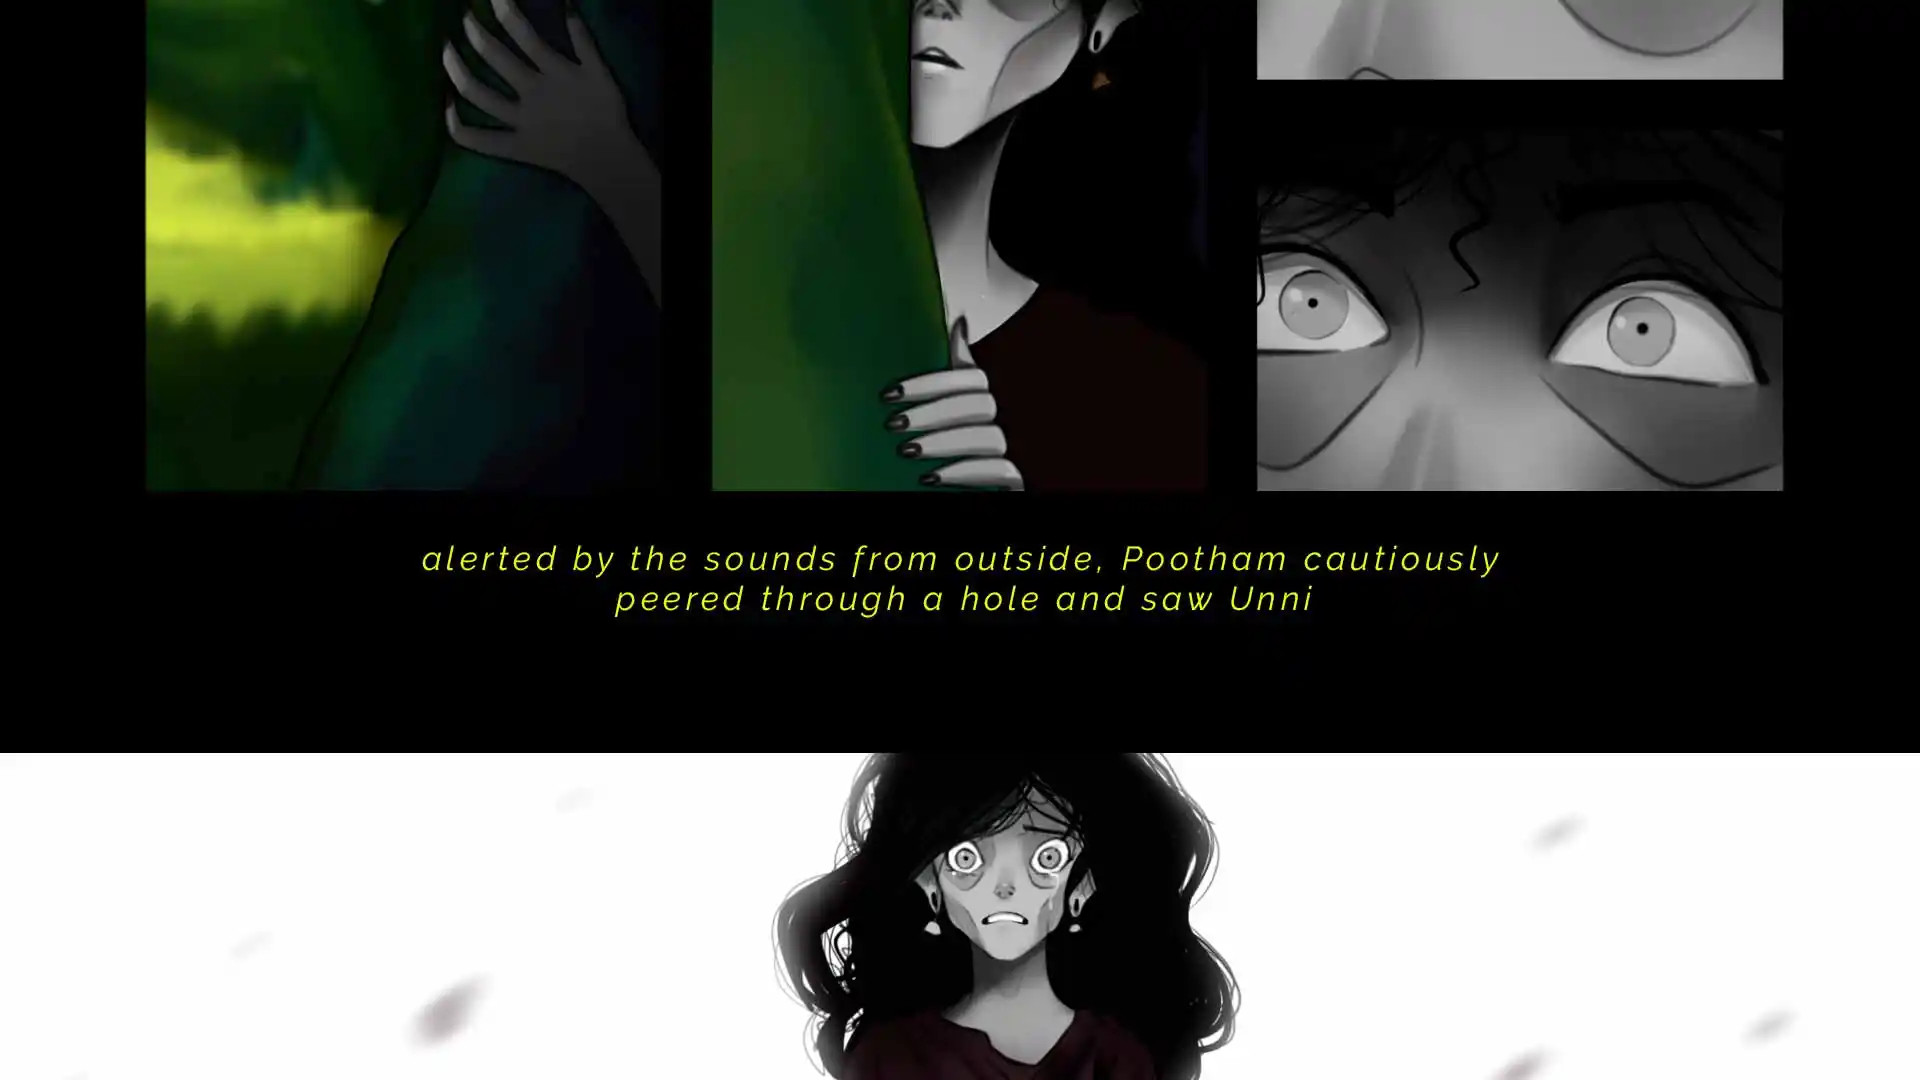 alerted by the sounds from outside, Pootham cautiously
peered through a hole and saw Unni